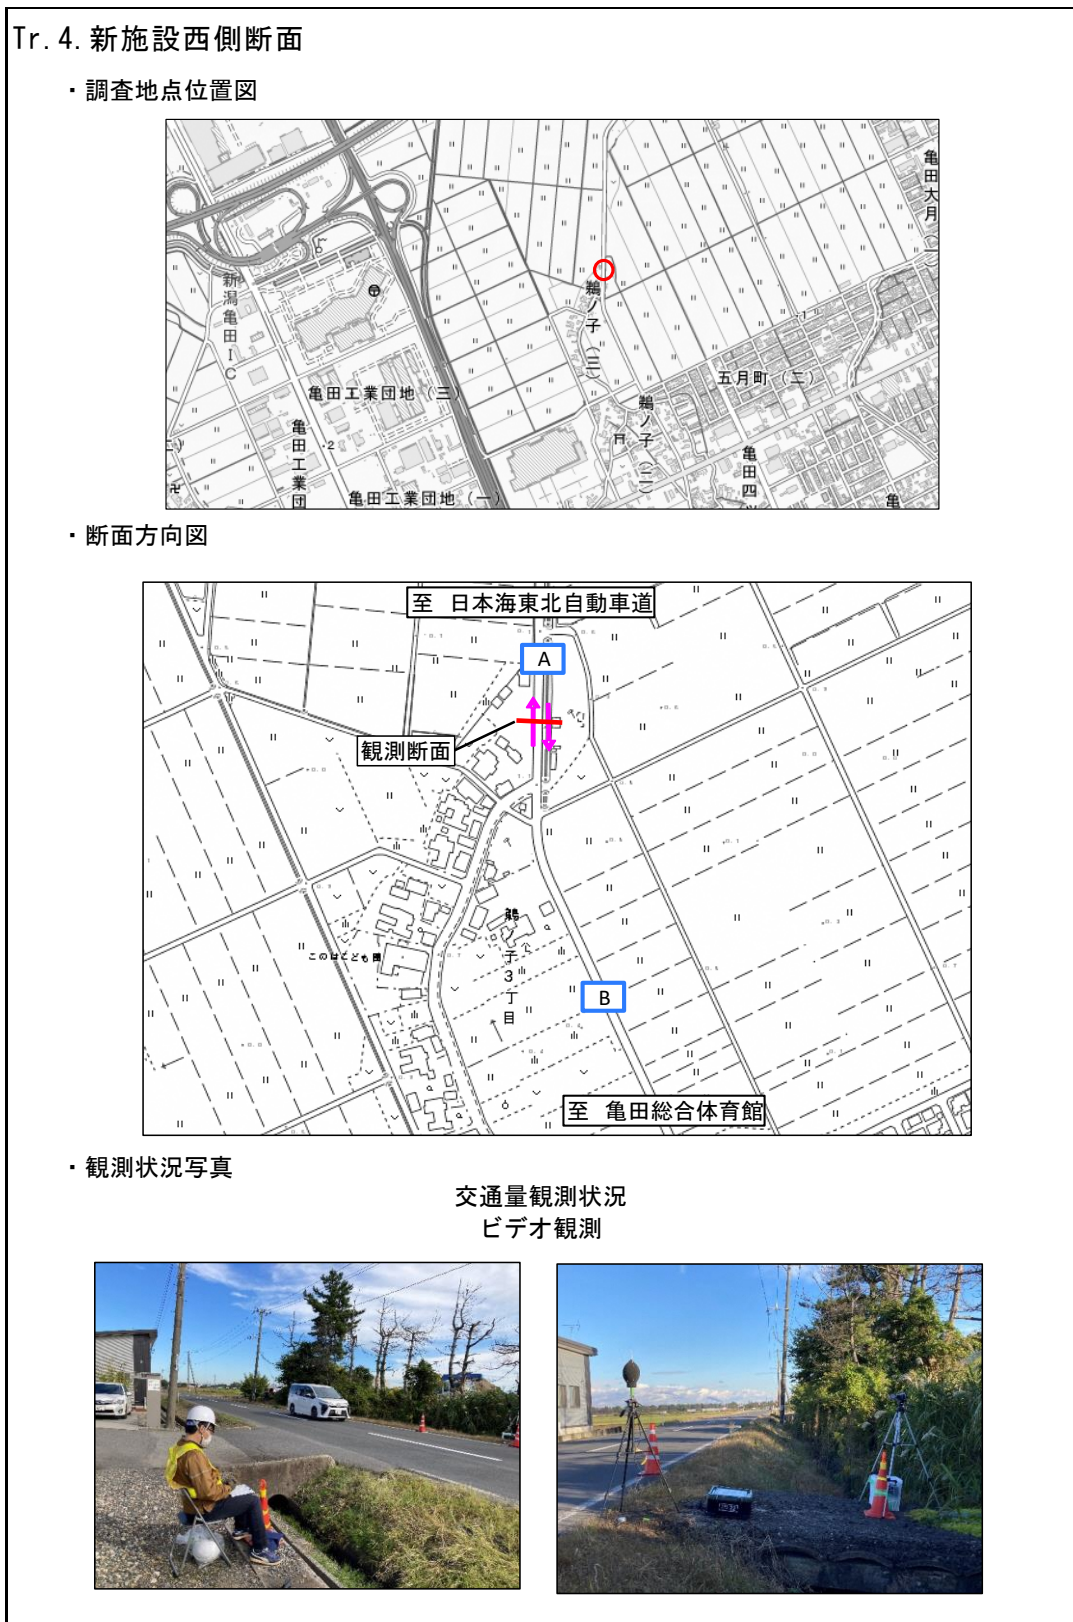 Tr.4.新施設西側断面
・調査地点位置図
亀田大月(一)
鵜ノ子(三)
新潟亀田IC
五月町(二)
亀田工業団地(三)
鵜ノ子(二)
亀田工業団
2
亀田四
亀田工業団地(一)
亀
・断面方向図
至 日本海東北自動車道
A
観測断面
鵜ノ子3丁目
このはこども園
B
至 亀田総合体育館
・観測状況写真
交通量観測状況
ビデオ観測